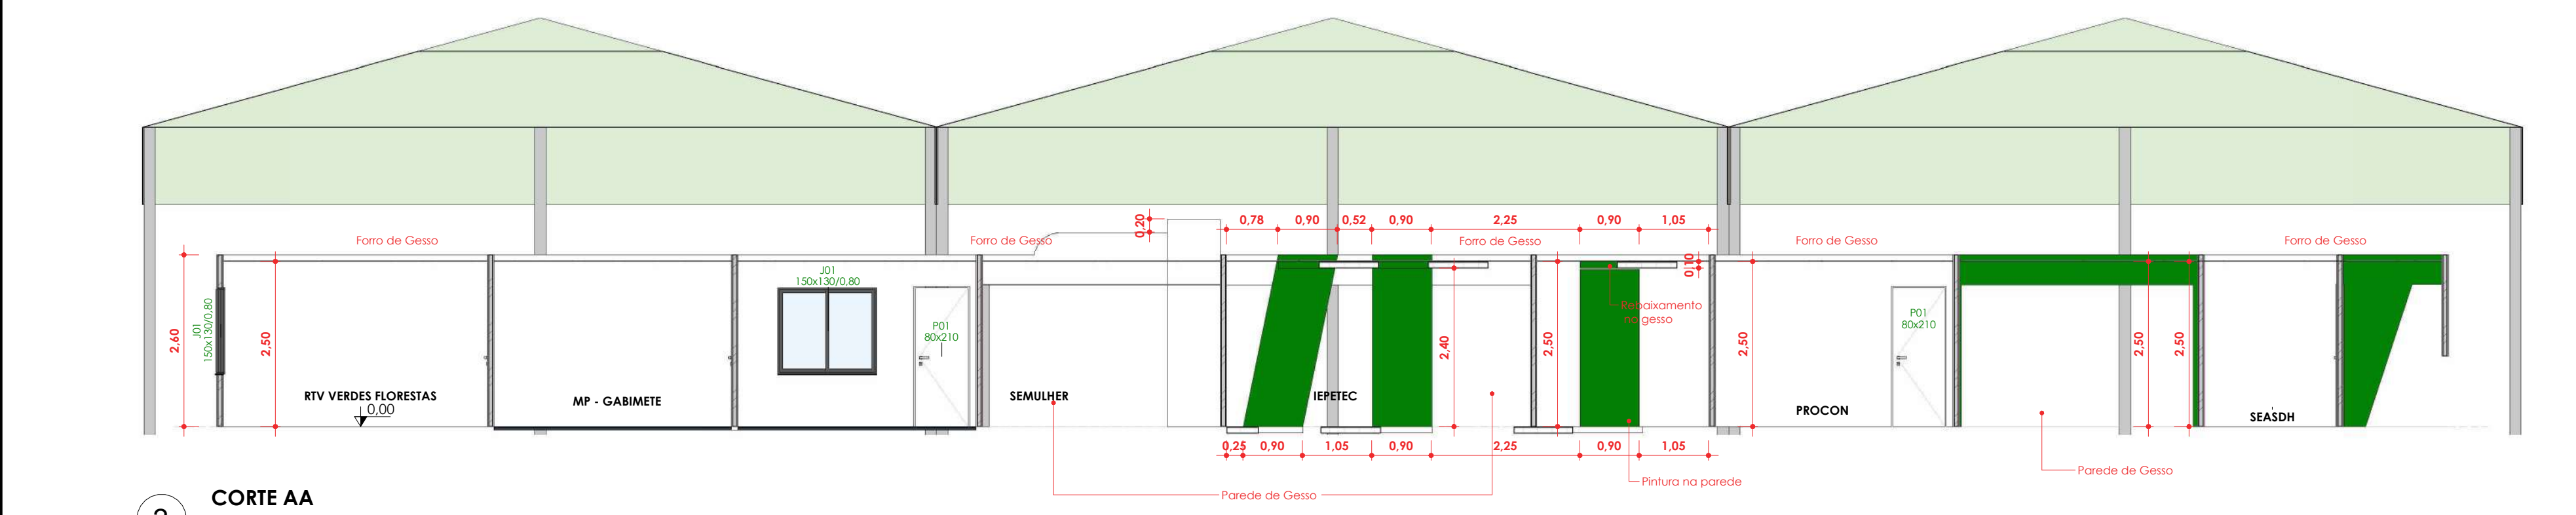 0,20
0,78 0,90 0,52 0,90 2,25 0,90 1,05
Forro de Gesso
Forro de Gesso
Forro de Gesso
Forro de Gesso
Forro de Gesso
2,60
J01
150x130/0,80
2,50
J01
150x130/0,80
P01
80x210
0,10
Rebaixamento
no gesso
2,40
2,50
2,50
P01
80x210
2,50
2,50
RTV VERDES FLORESTAS
0,00
MP - GABIMETE
SEMULHER
IEPETEC
PROCON
SEASDH
0,25 0,90 1,05 0,90 2,25 0,90 1,05
Parede de Gesso
Pintura na parede
Parede de Gesso
CORTE AA